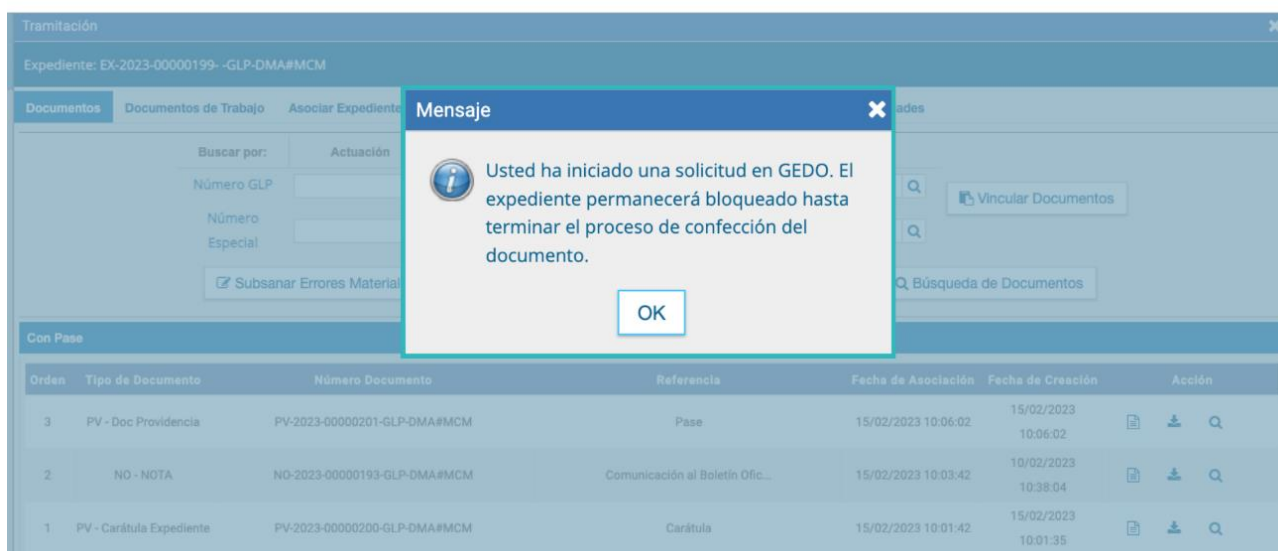 Tramitación
Expediente: EX-2023-00000199- -GLP-DMA#MCM
Documentos Documentos de Trabajo Asociar Expediente ades
Mensaje
Usted ha iniciado una solicitud en GEDO. El
expediente permanecerá bloqueado hasta
terminar el proceso de confección del
documento.
OK
Buscar por: Actuación
Número GLP
Vincular Documentos
Número
Especial
Subsanar Errores Material
Búsqueda de Documentos
Con Pase
Orden Tipo de Documento Número Documento Referencia Fecha de Asociación Fecha de Creación Acción
3 PV - Doc Providencia PV-2023-00000201-GLP-DMA#MCM Pase 15/02/2023 10:06:02 15/02/2023
10:06:02
2 NO - NOTA NO-2023-00000193-GLP-DMA#MCM Comunicación al Boletín Ofic... 15/02/2023 10:03:42 10/02/2023
10:38:04
1 PV - Carátula Expediente PV-2023-00000200-GLP-DMA#MCM Carátula 15/02/2023 10:01:42 15/02/2023
10:01:35